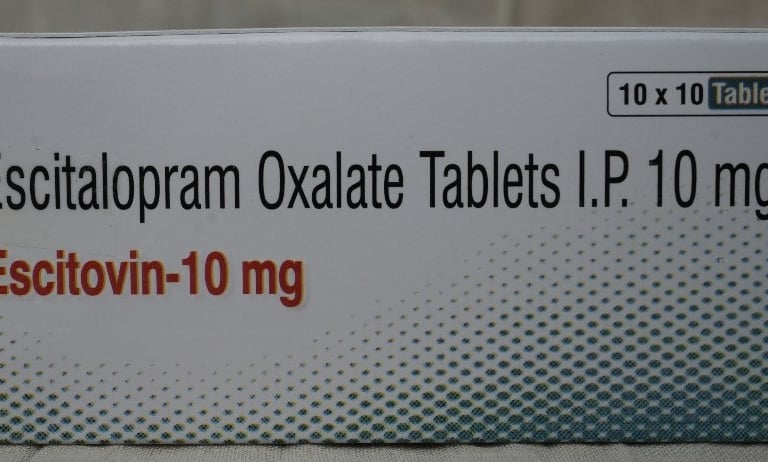 10 x 10 Table
Escitalopram Oxalate Tablets I.P. 10 mg
Escitovin-10 mg